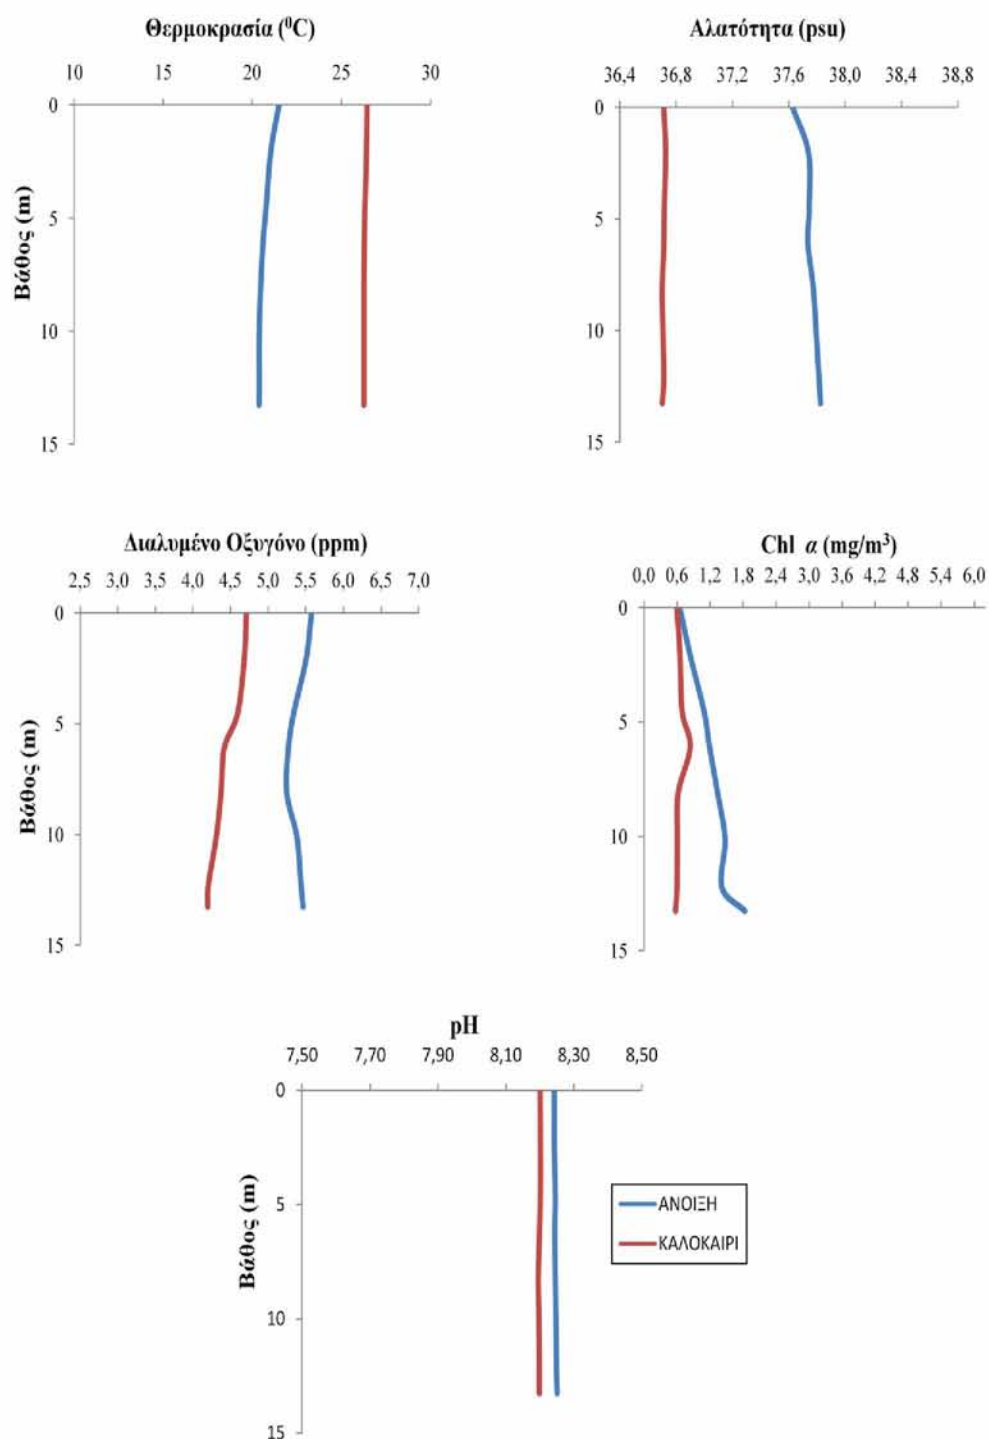 Θερμοκρασία (⁰C)
10 15 20 25 30
0
5
10
15
Βάθος (m)
Αλατότητα (psu)
36,4 36,8 37,2 37,6 38,0 38,4 38,8
0
5
10
15
Διαλυμένο Οξυγόνο (ppm)
2,5 3,0 3,5 4,0 4,5 5,0 5,5 6,0 6,5 7,0
0
5
10
15
Βάθος (m)
Chl α (mg/m³)
0,0 0,6 1,2 1,8 2,4 3,0 3,6 4,2 4,8 5,4 6,0
0
5
10
15
pH
7,50 7,70 7,90 8,10 8,30 8,50
0
5
10
15
Βάθος (m)
ΑΝΟΙΞΗ
ΚΑΛΟΚΑΙΡΙ